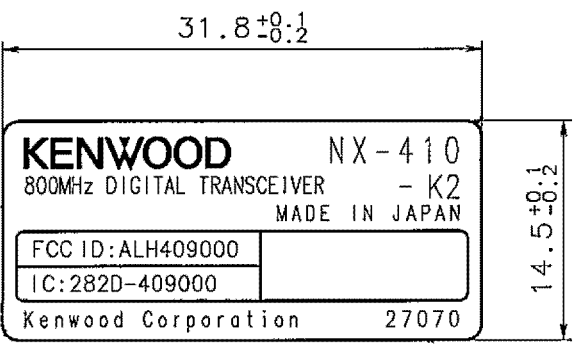 31.8+0.1-0.2
KENWOOD NX-410
800MHz DIGITAL TRANSCEIVER -K2
MADE IN JAPAN
FCC ID:ALH409000
IC:282D-409000
Kenwood Corporation 27070
14.5+0.1-0.2